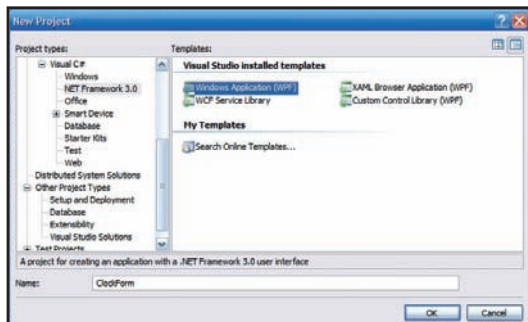 New Project
Project types:
Templates:
Visual C#
Windows
.NET Framework 3.0
Office
Smart Device
Database
Starter Kits
Test
Web
Distributed System Solutions
Other Project Types
Setup and Deployment
Database
Extensibility
Visual Studio Solutions
Test Projects
Visual Studio installed templates
Windows Application (WPF)
XAML Browser Application (WPF)
WCF Service Library
Custom Control Library (WPF)
My Templates
Search Online Templates...
A project for creating an application with a .NET Framework 3.0 user interface
Name:
ClockForm
OK
Cancel